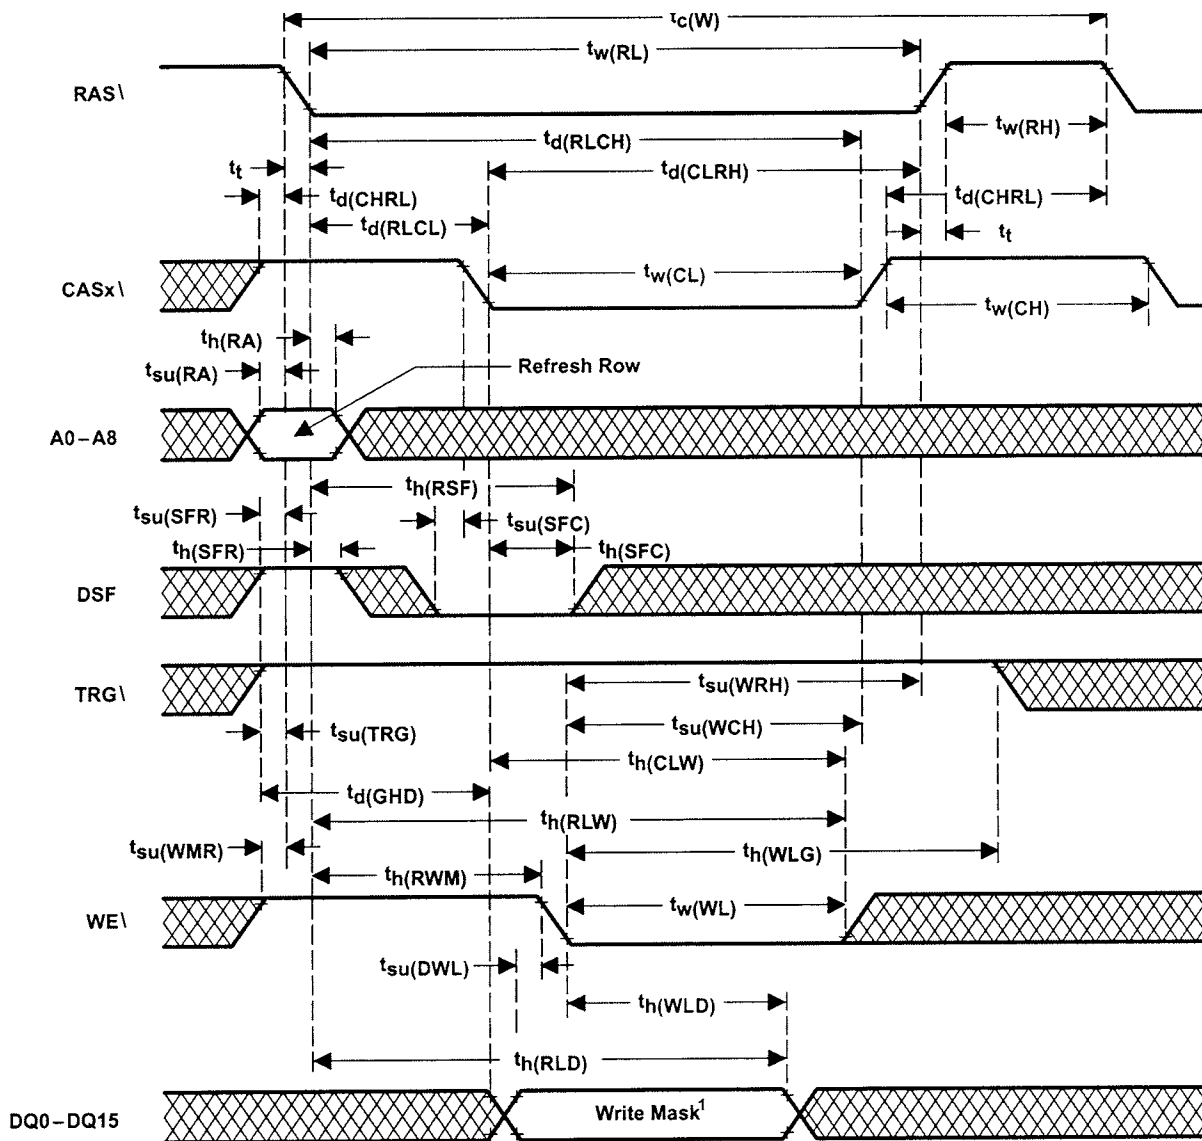 tc(W)
tw(RL)
RAS\
tw(RH)
td(RLCH)
tt
td(CLRH)
td(CHRL)
td(CHRL)
td(RLCL)
tt
tw(CL)
CASx\
tw(CH)
th(RA)
tsu(RA)
Refresh Row
A0–A8
th(RSF)
tsu(SFR)
tsu(SFC)
th(SFR)
th(SFC)
DSF
TRG\
tsu(WRH)
tsu(TRG)
tsu(WCH)
th(CLW)
td(GHD)
th(RLW)
tsu(WMR)
th(WLG)
th(RWM)
tw(WL)
WE\
tsu(DWL)
th(WLD)
th(RLD)
DQ0–DQ15
Write Mask1